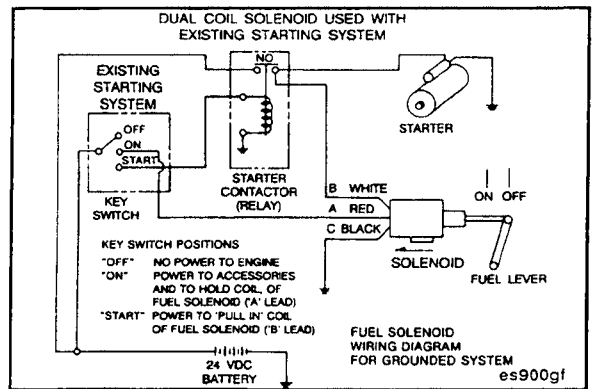 DUAL COIL SOLENOID USED WITH
EXISTING STARTING SYSTEM
EXISTING
STARTING
SYSTEM
NO
OFF
ON
START
KEY
SWITCH
STARTER
CONTACTOR
(RELAY)
STARTER
B WHITE
A RED
C BLACK
ON OFF
SOLENOID
FUEL LEVER
KEY SWITCH POSITIONS
"OFF" NO POWER TO ENGINE
"ON" POWER TO ACCESSORIES
AND TO HOLD COIL, OF
FUEL SOLENOID ('A' LEAD)
"START" POWER TO 'PULL IN' COIL
OF FUEL SOLENOID ('B' LEAD)
24 VDC
BATTERY
FUEL SOLENOID
WIRING DIAGRAM
FOR GROUNDED SYSTEM
es900gf